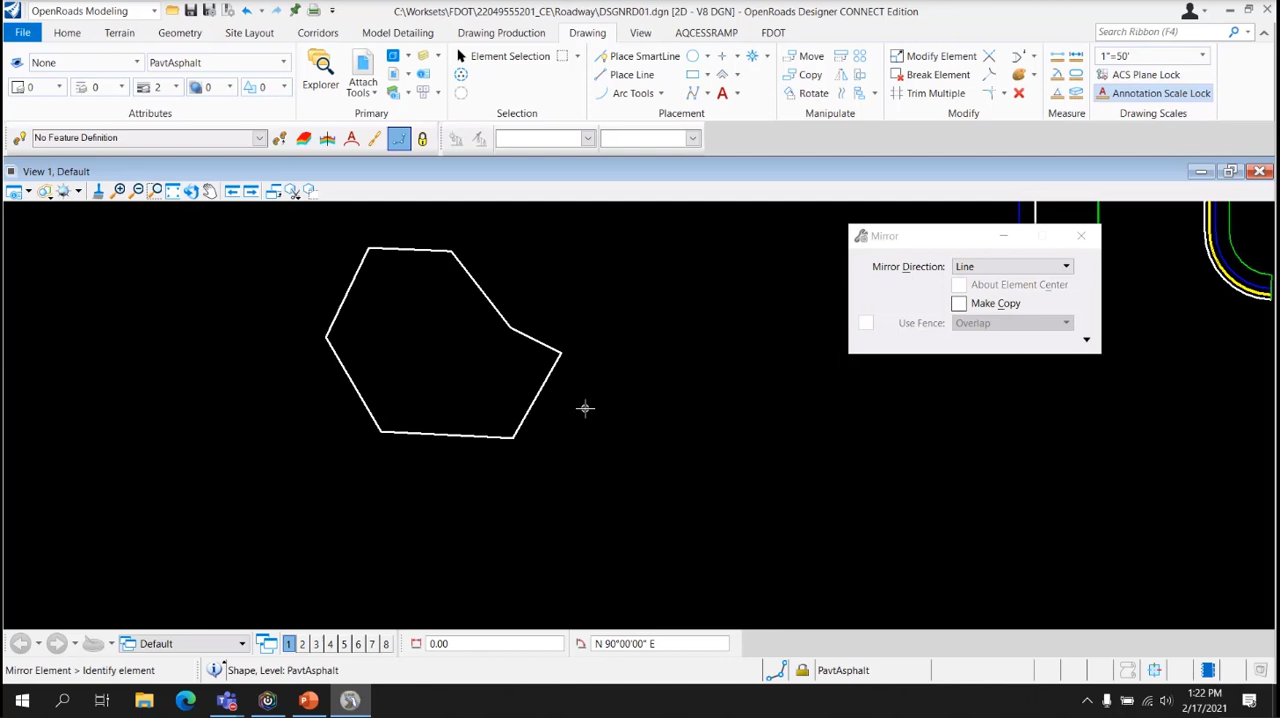 OpenRoads Modeling
C:\Worksets\FDOT\22049555201_CE\Roadway\DSGNRD01.dgn [2D - V8 DGN] - OpenRoads Designer CONNECT Edition
File Home Terrain Geometry Site Layout Corridors Model Detailing Drawing Production Drawing View AQCESSRAMP FDOT Search Ribbon (F4)
None PavtAsphalt
0 0 2 0 0
Attributes
Explorer
Attach
Tools
Primary
Element Selection
Selection
Place SmartLine
Place Line
Arc Tools
Placement
Move
Copy
Rotate
Manipulate
Modify Element
Break Element
Trim Multiple
Modify
Measure
1"=50'
ACS Plane Lock
Annotation Scale Lock
Drawing Scales
No Feature Definition
View 1, Default
Mirror
Mirror Direction: Line
About Element Center
Make Copy
Use Fence: Overlap
Default 1 2 3 4 5 6 7 8 0.00 N 90°00'00" E
Mirror Element > Identify element Shape, Level: PavtAsphalt PavtAsphalt
1:22 PM
2/17/2021